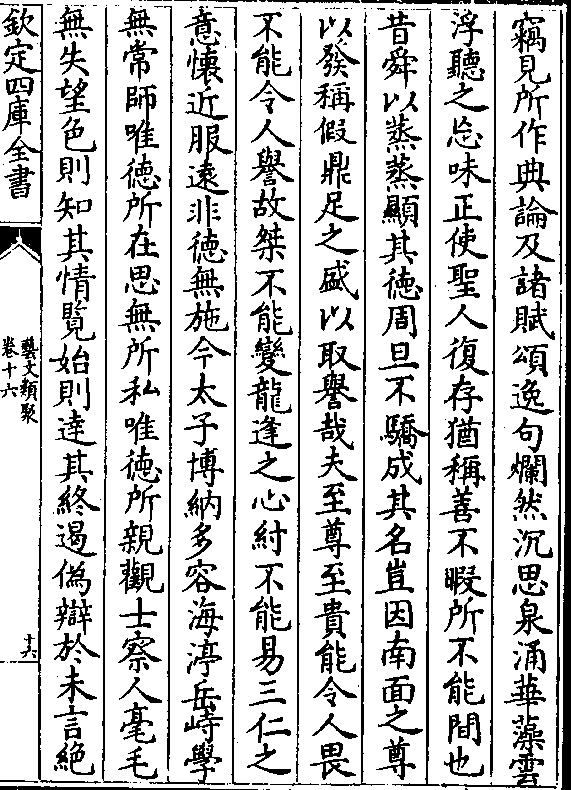 竊見所作典論及諸賦頌逸句爛然沉思泉涌華藻雲
浮聽之忘味正使聖人復存猶稱善不暇所不能間也
昔舜以蒸蒸顯其徳周旦不驕成其名豈因南面之尊
以發稱假鼎足之盛以取譽哉夫至尊至貴能令人畏
不能令人譽故桀不能變龍逢之心紂不能易三仁之
意懐近服逺非徳無施今太子博納多容海渟岳峙學
無常師唯徳所在思無所私唯徳所親觀士察人毫毛
無失望色則知其情覽始則達其終遏偽辯於未言絶
欽定四庫全書
藝文類聚
卷十六
十六